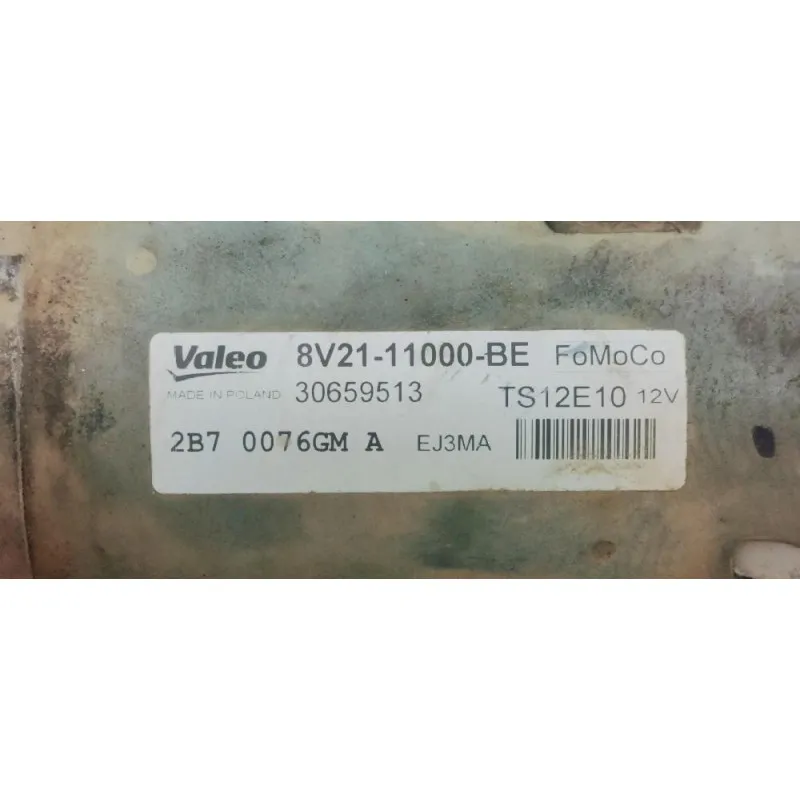 Valeo 8V21-11000-BE FoMoCo
MADE IN POLAND 30659513 TS12E10 12V
2B7 0076GM A EJ3MA